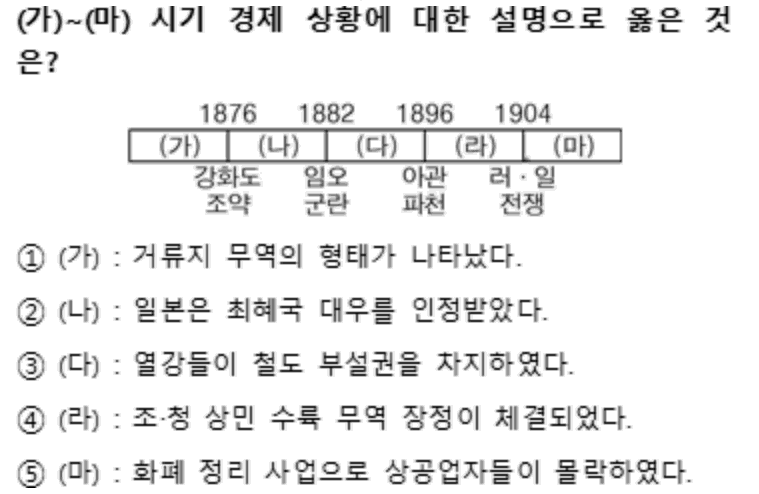 (가)~(마) 시기 경제 상황에 대한 설명으로 옳은 것
은?
1876 1882 1896 1904
(가) (나) (다) (라) (마)
강화도 임오 아관 러·일
조약 군란 파천 전쟁
① (가) : 거류지 무역의 형태가 나타났다.
② (나) : 일본은 최혜국 대우를 인정받았다.
③ (다) : 열강들이 철도 부설권을 차지하였다.
④ (라) : 조·청 상민 수륙 무역 장정이 체결되었다.
⑤ (마) : 화폐 정리 사업으로 상공업자들이 몰락하였다.